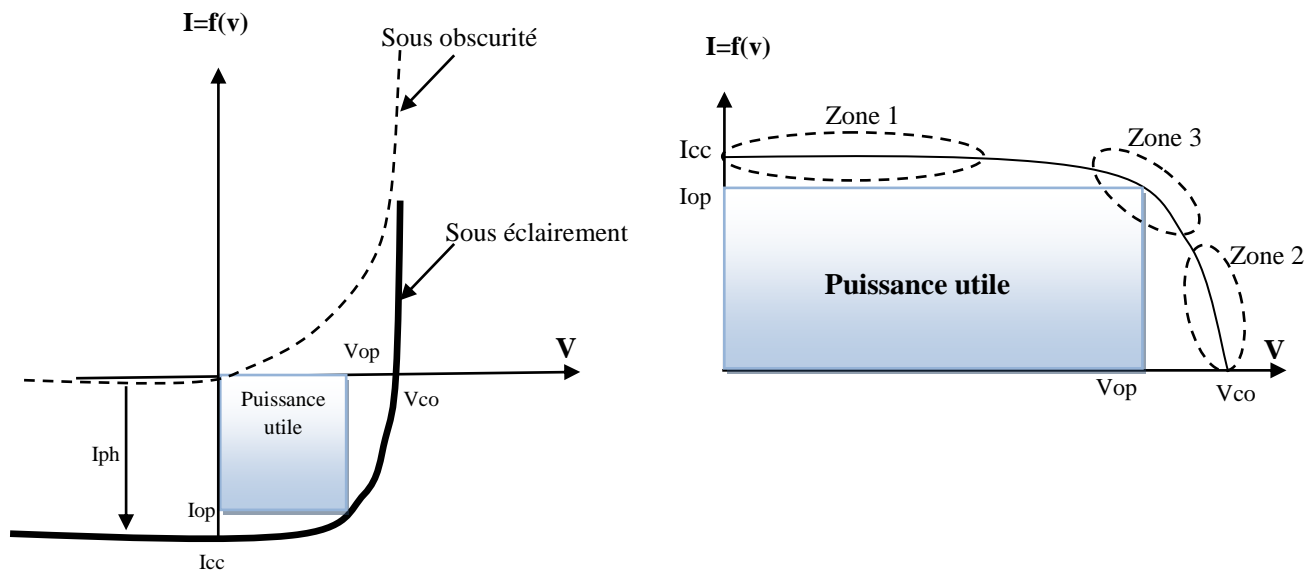 I=f(v)
Sous obscurité
Sous éclairement
Vop
V
Vco
Puissance
utile
Iph
Iop
Icc
I=f(v)
Zone 1
Zone 3
Icc
Iop
Zone 2
Puissance utile
V
Vop
Vco